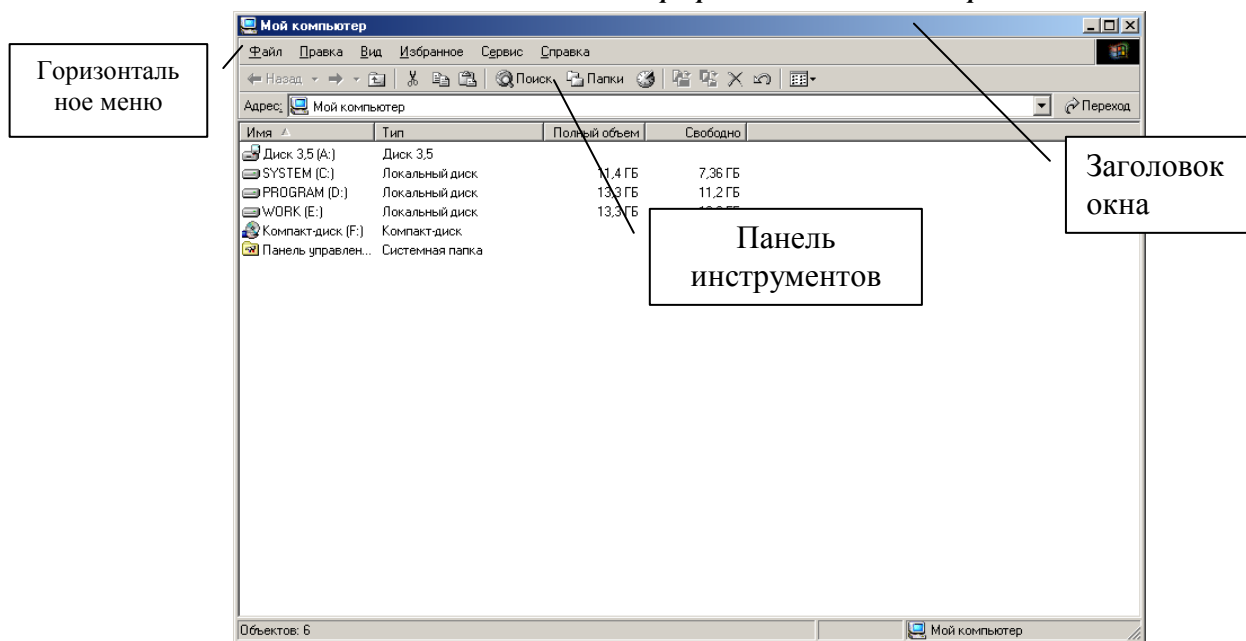 Мой компьютер
Файл Правка Вид Избранное Сервис Справка
Горизонталь
ное меню
Назад Поиск Папки
Адрес: Мой компьютер Переход
Имя Тип Полный объем Свободно
Диск 3,5 (A:) Диск 3,5
SYSTEM (C:) Локальный диск 11,4 ГБ 7,36 ГБ
PROGRAM (D:) Локальный диск 13,3 ГБ 11,2 ГБ
WORK (E:) Локальный диск 13,3 ГБ
Компакт-диск (F:) Компакт-диск
Панель управлен... Системная папка
Заголовок
окна
Панель
инструментов
Объектов: 6 Мой компьютер